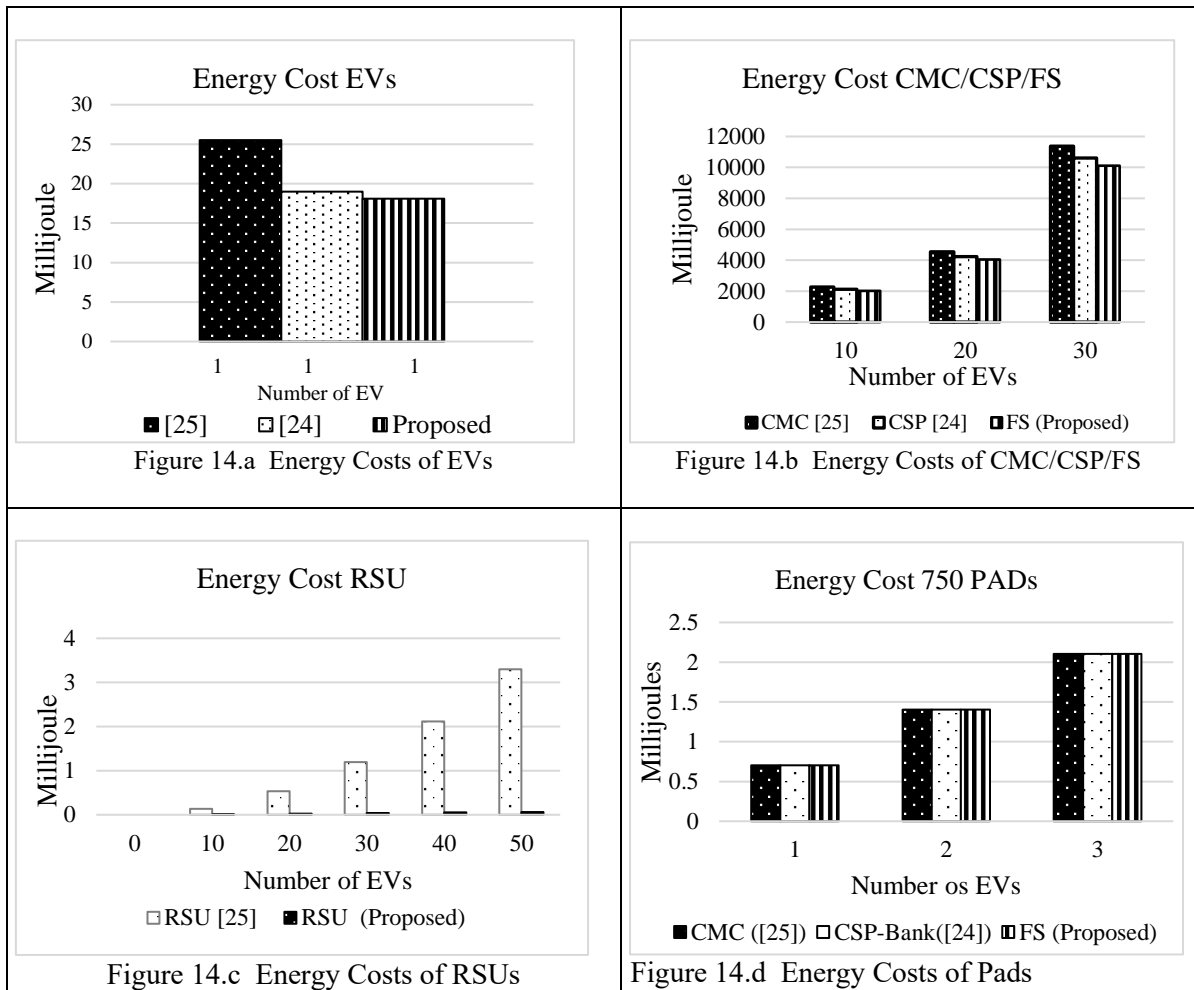 Energy Cost EVs
30
25
20
15
10
5
0
Millijoule
1 1 1
Number of EV
[25] [24] Proposed
Figure 14.a Energy Costs of EVs
Energy Cost CMC/CSP/FS
12000
10000
8000
6000
4000
2000
0
Millijoule
10 20 30
Number of EVs
CMC [25] CSP [24] FS (Proposed)
Figure 14.b Energy Costs of CMC/CSP/FS
Energy Cost RSU
4
3
2
1
0
Millijoule
0 10 20 30 40 50
Number of EVs
RSU [25] RSU (Proposed)
Figure 14.c Energy Costs of RSUs
Energy Cost 750 PADs
2.5
2
1.5
1
0.5
0
Millijoules
1 2 3
Number os EVs
CMC ([25]) CSP-Bank([24]) FS (Proposed)
Figure 14.d Energy Costs of Pads